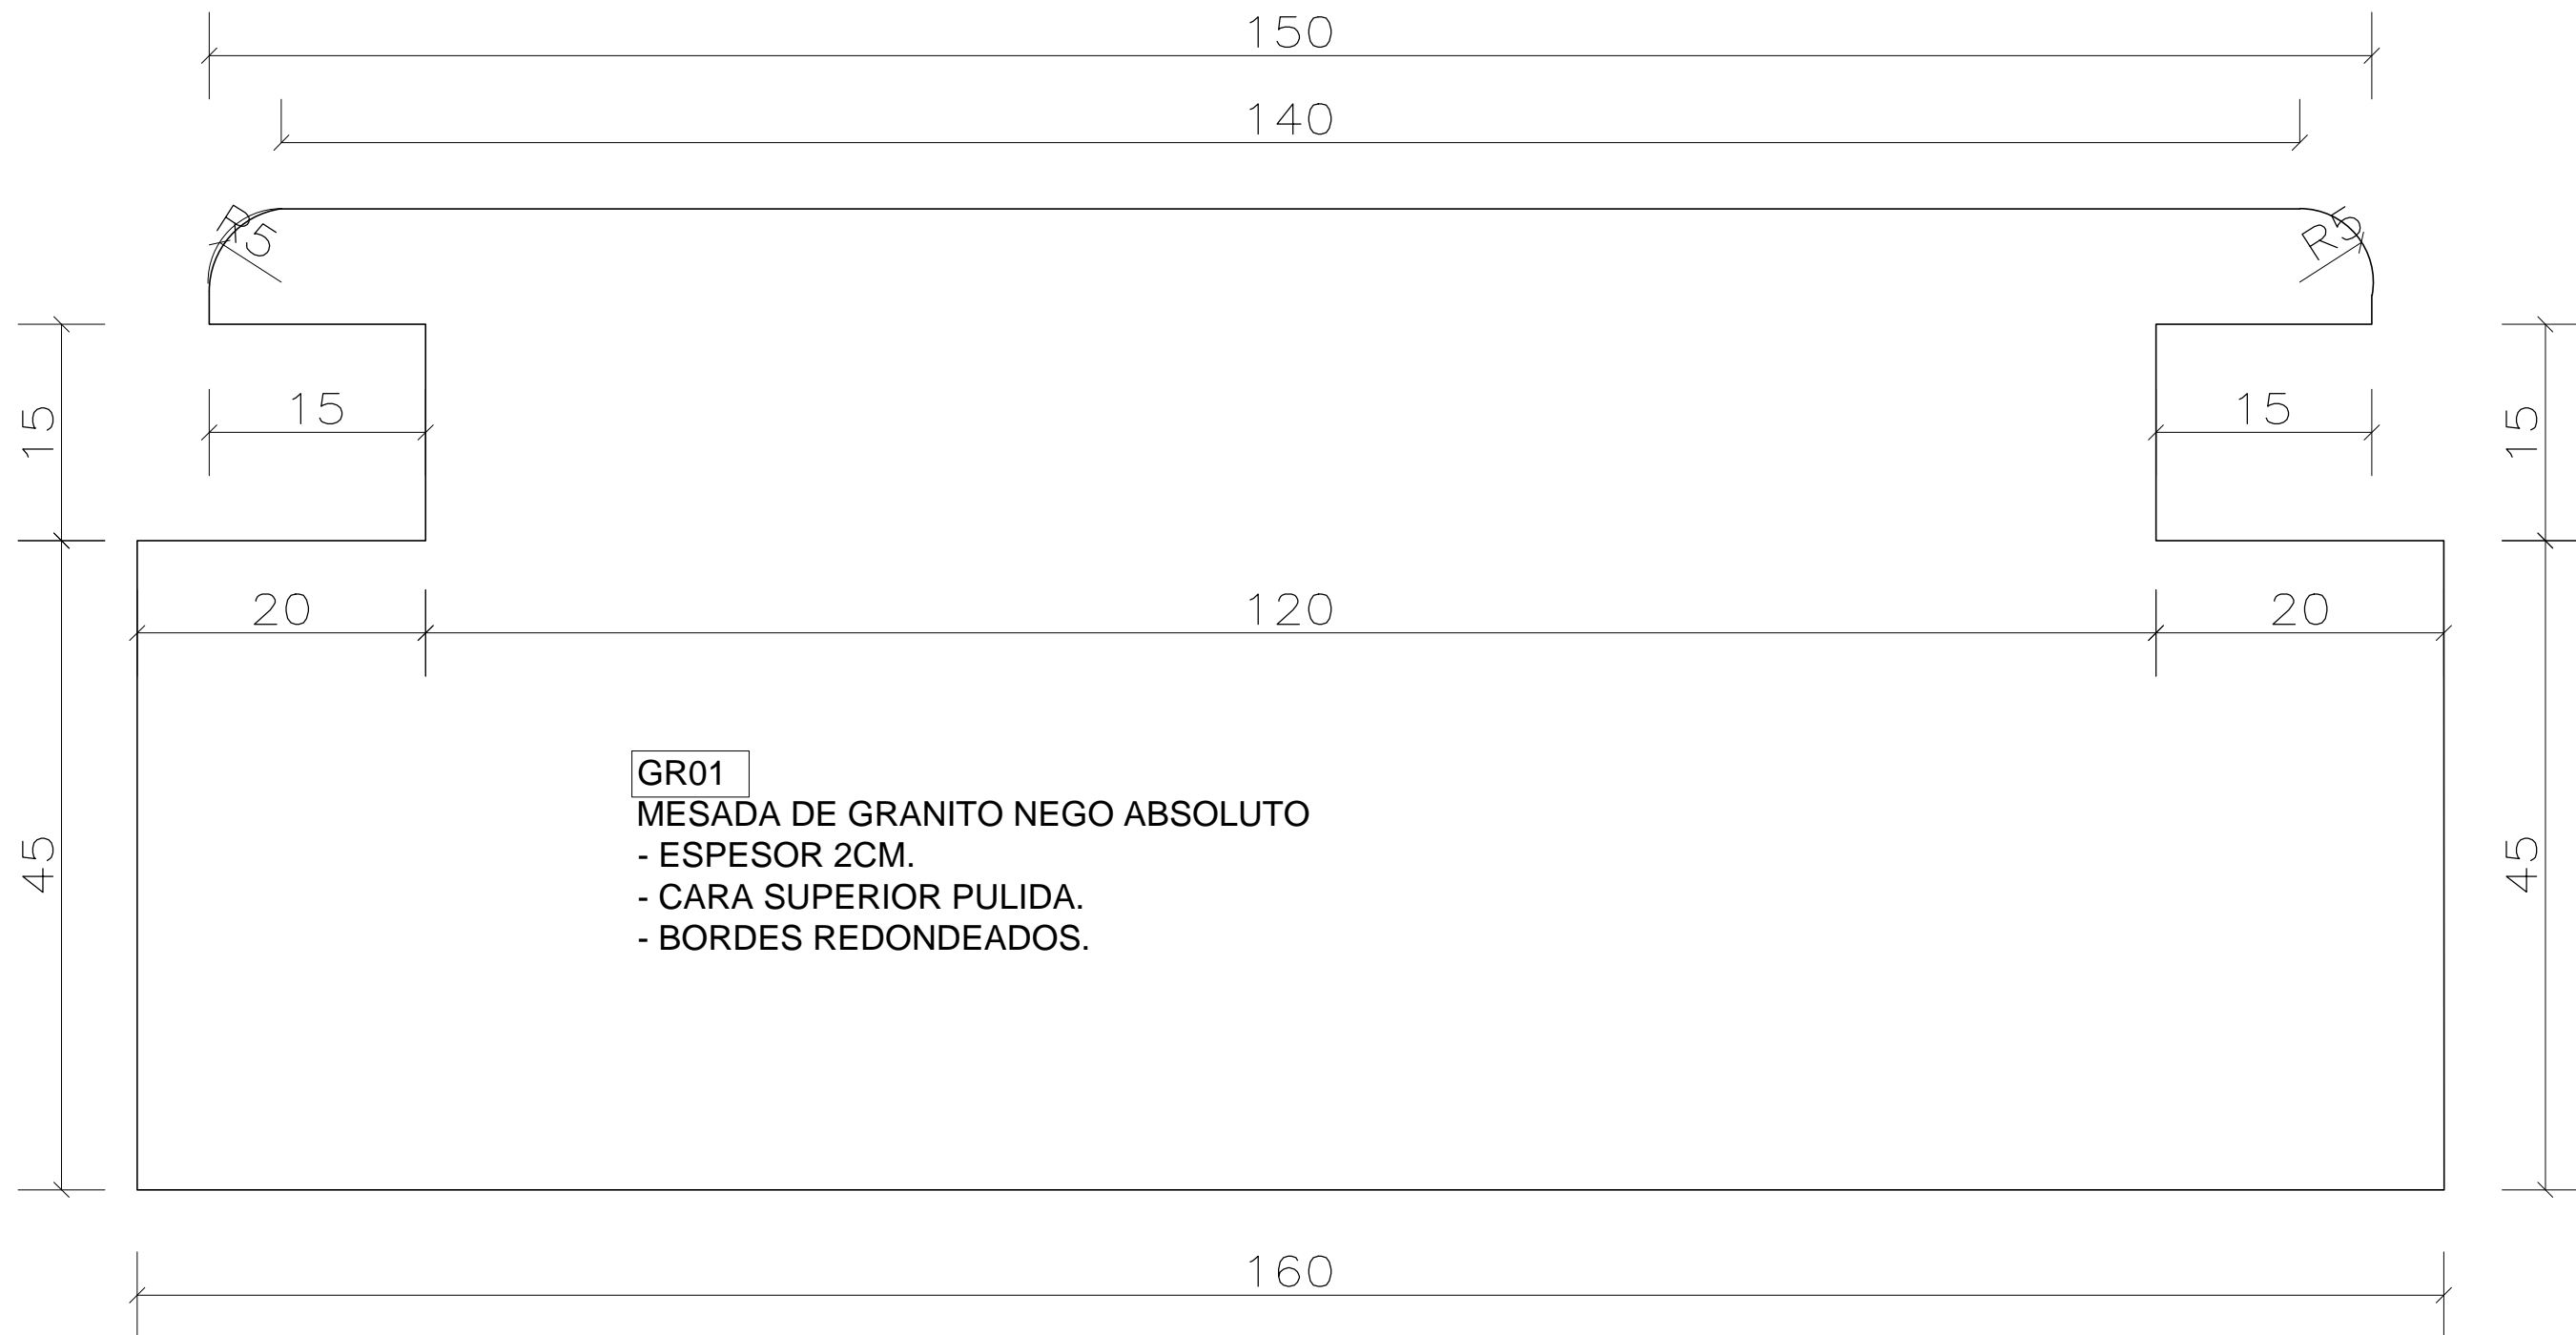 150
140
R5
R5
15
15
15
15
20
120
20
GR01
MESADA DE GRANITO NEGO ABSOLUTO
- ESPESOR 2CM.
- CARA SUPERIOR PULIDA.
- BORDES REDONDEADOS.
45
45
160